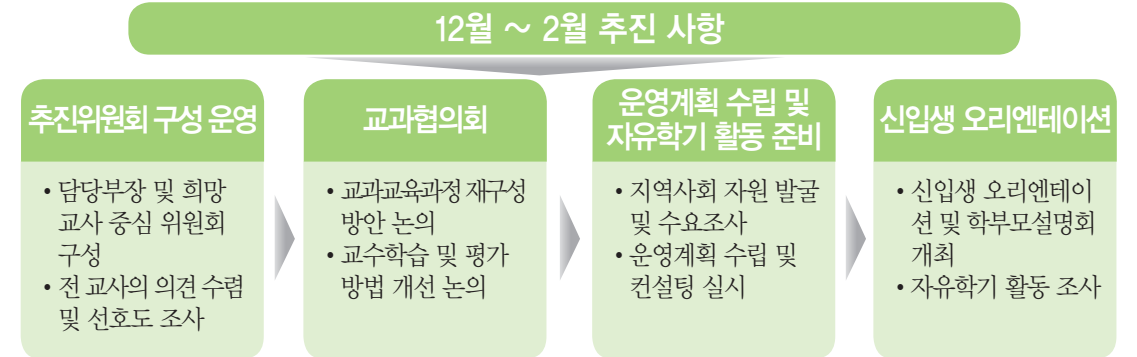 12월 ~ 2월 추진 사항
추진위원회 구성 운영
• 담당부장 및 희망
교사 중심 위원회
구성
• 전 교사의 의견 수렴
및 선호도 조사
교과협의회
• 교과교육과정 재구성
방안 논의
• 교수학습 및 평가
방법 개선 논의
운영계획 수립 및
자유학기 활동 준비
• 지역사회 자원 발굴
및 수요조사
• 운영계획 수립 및
컨설팅 실시
신입생 오리엔테이션
• 신입생 오리엔테이
션 및 학부모설명회
개최
• 자유학기 활동 조사